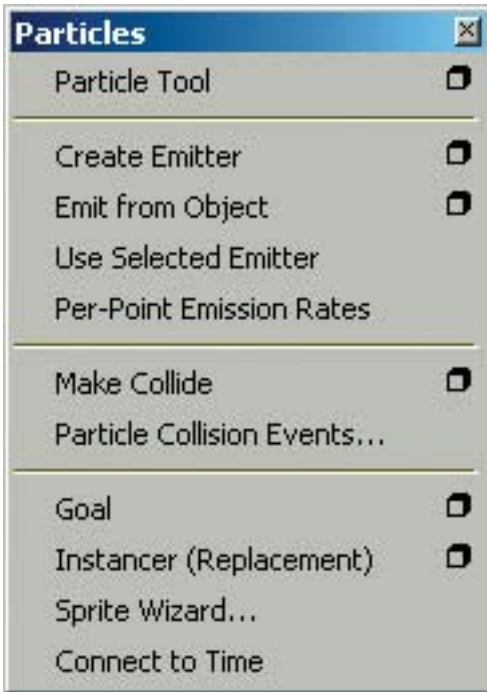 Particles
Particle Tool
Create Emitter
Emit from Object
Use Selected Emitter
Per-Point Emission Rates
Make Collide
Particle Collision Events...
Goal
Instancer (Replacement)
Sprite Wizard...
Connect to Time